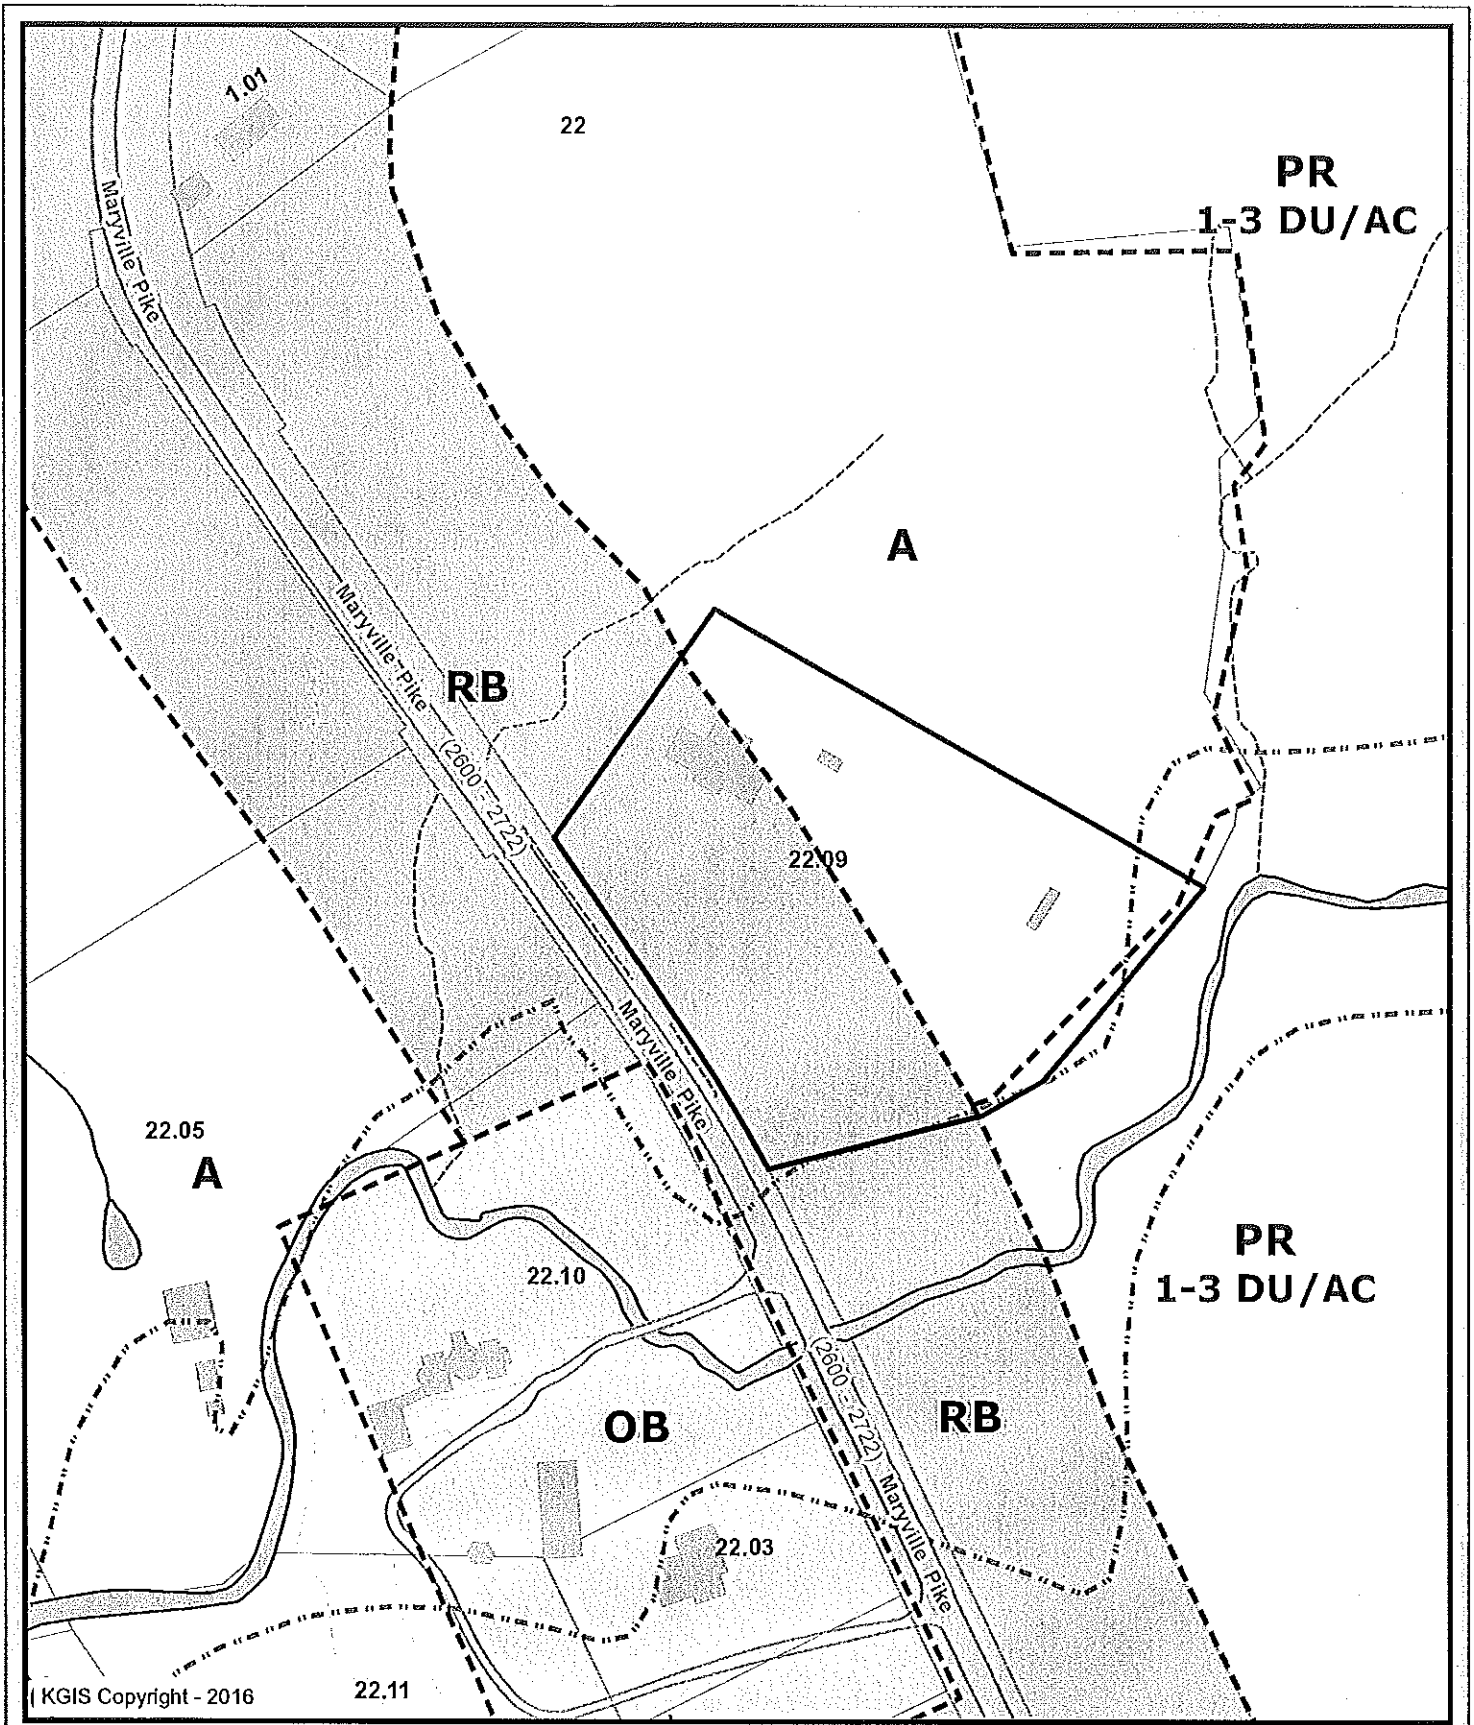 1.01
22
PR
1-3 DU/AC
Maryville Pike
A
Maryville Pike
RB
(2600 - 2722)
22.09
Maryville Pike
22.05
A
22.10
PR
1-3 DU/AC
(2600 - 2722)
OB
RB
Maryville Pike
22.03
KGIS Copyright - 2016
22.11